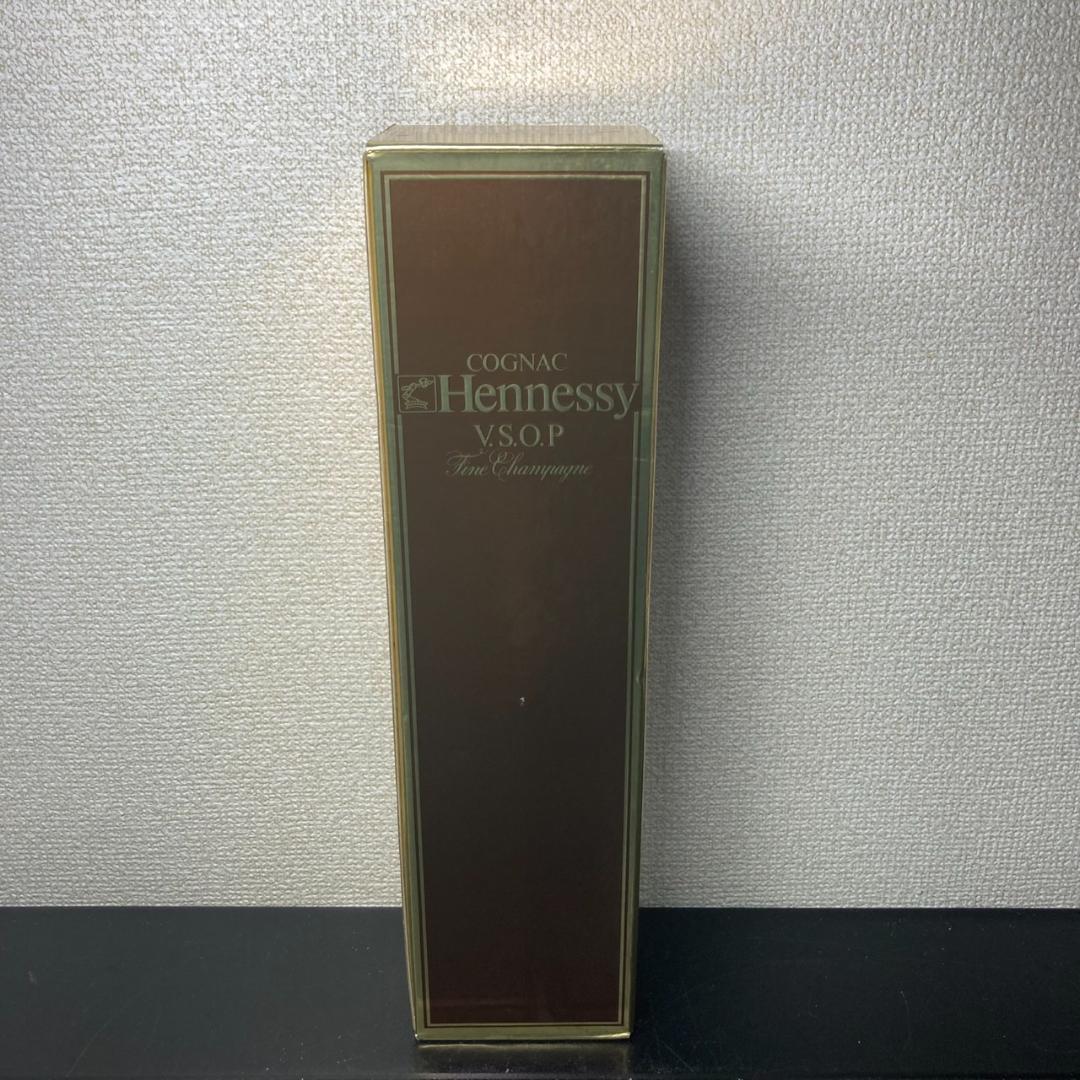 COGNAC
Hennessy
V.S.O.P
Fine Champagne